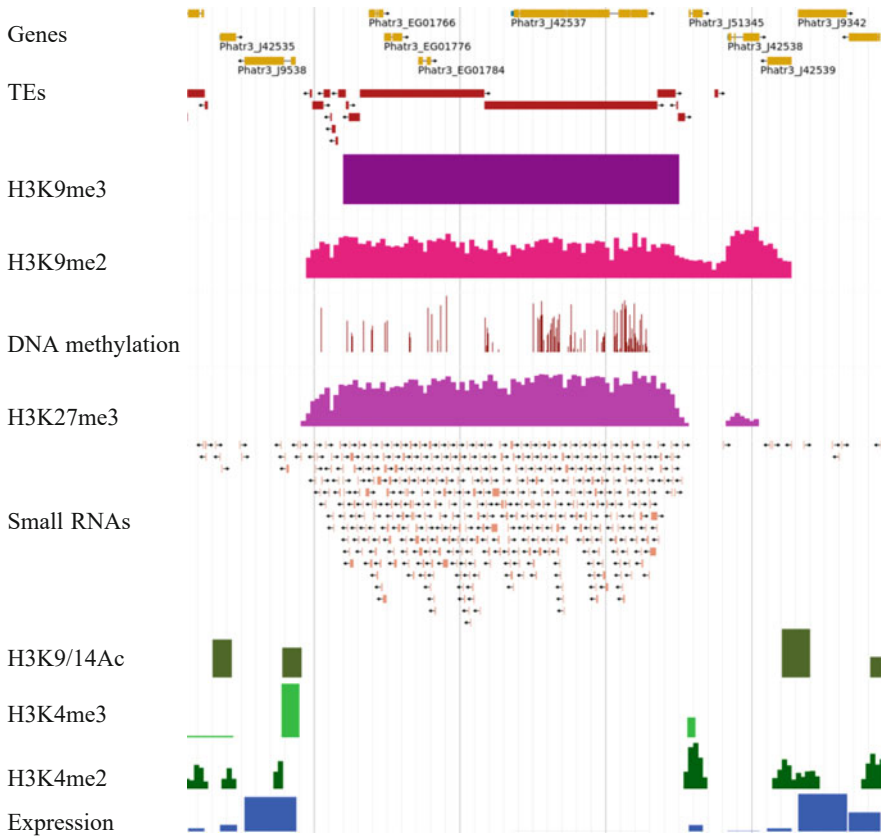 Genes
Phatr3_EG01766
Phatr3_J42537
Phatr3_J51345
Phatr3_J9342
Phatr3_J42535
Phatr3_EG01776
Phatr3_J42538
Phatr3_J9538
Phatr3_EG01784
Phatr3_J42539
TEs
H3K9me3
H3K9me2
DNA methylation
H3K27me3
Small RNAs
H3K9/14Ac
H3K4me3
H3K4me2
Expression